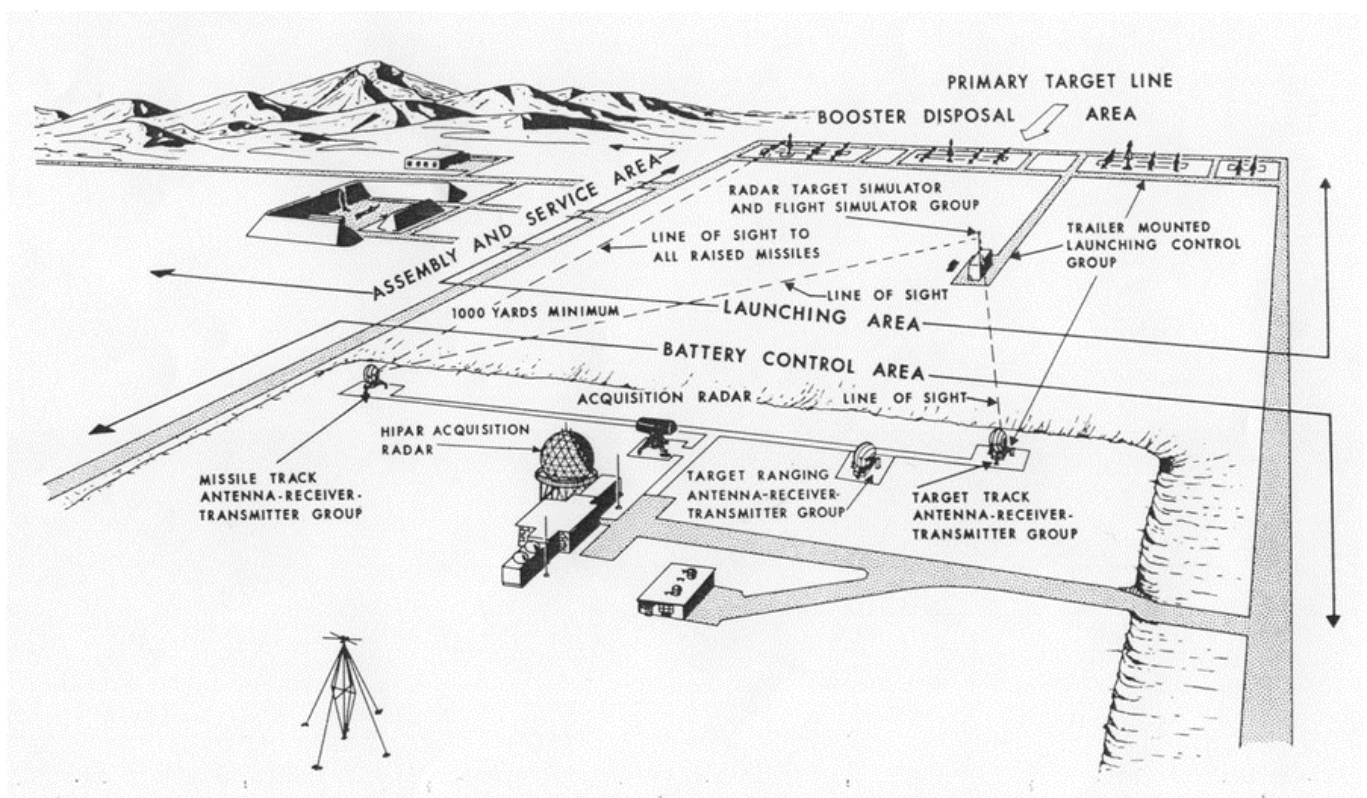 PRIMARY TARGET LINE
BOOSTER DISPOSAL AREA
RADAR TARGET SIMULATOR
AND FLIGHT SIMULATOR GROUP
ASSEMBLY AND SERVICE AREA
LINE OF SIGHT TO
ALL RAISED MISSILES
TRAILER MOUNTED
LAUNCHING CONTROL
GROUP
LINE OF SIGHT
1000 YARDS MINIMUM
LAUNCHING AREA
BATTERY CONTROL AREA
ACQUISITION RADAR
LINE OF SIGHT
HIPAR ACQUISITION
RADAR
MISSILE TRACK
ANTENNA-RECEIVER-
TRANSMITTER GROUP
TARGET RANGING
ANTENNA-RECEIVER-
TRANSMITTER GROUP
TARGET TRACK
ANTENNA-RECEIVER-
TRANSMITTER GROUP